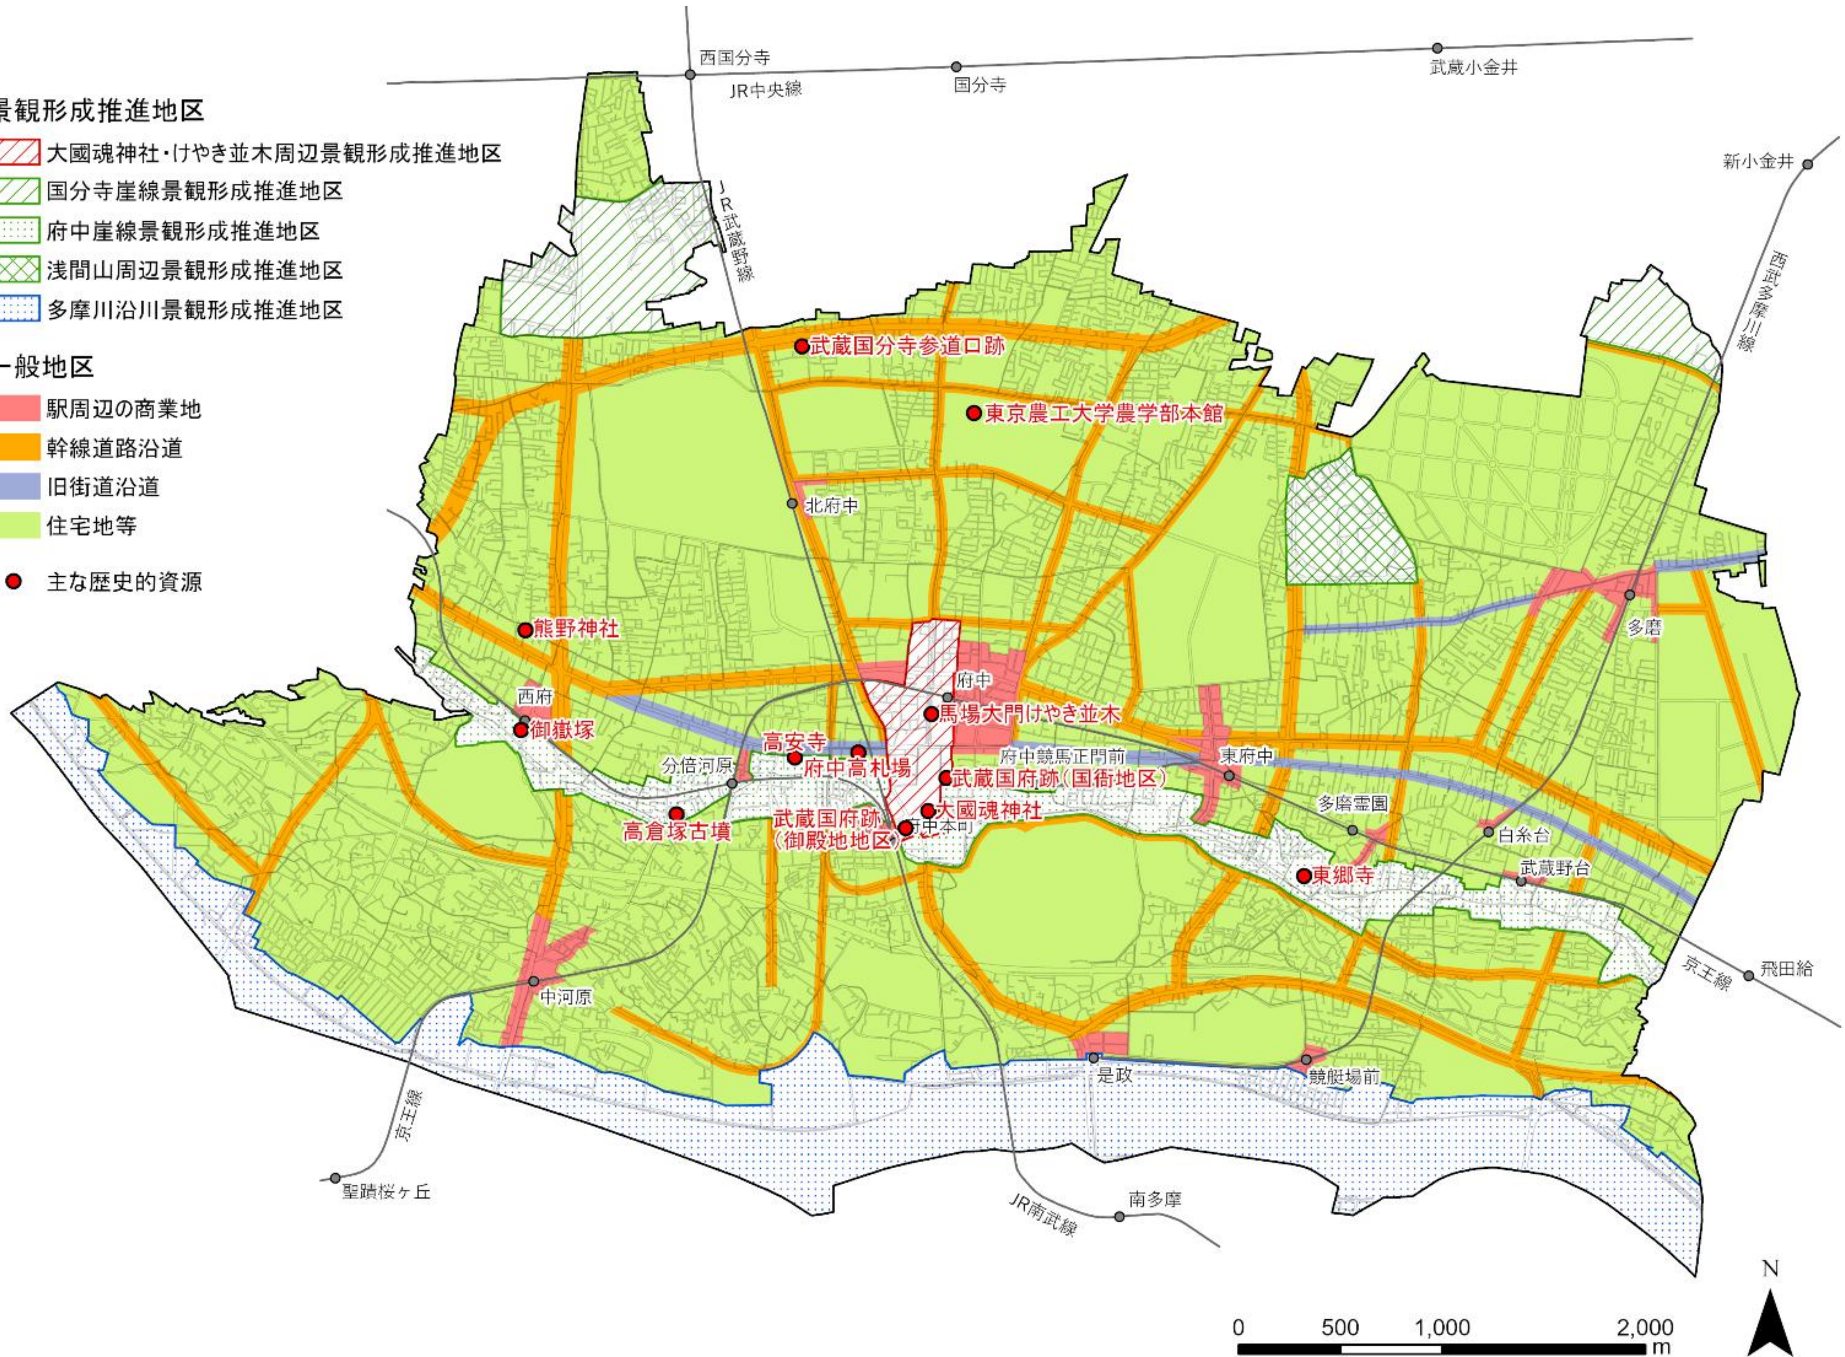 西国分寺
JR中央線
国分寺
武蔵小金井
新小金井
景観形成推進地区
大國魂神社・けやき並木周辺景観形成推進地区
国分寺崖線景観形成推進地区
府中崖線景観形成推進地区
浅間山周辺景観形成推進地区
多摩川沿川景観形成推進地区
一般地区
駅周辺の商業地
幹線道路沿道
旧街道沿道
住宅地等
主な歴史的資源
JR武蔵野線
西武多摩川線
武蔵国分寺参道口跡
東京農工大学農学部本館
北府中
熊野神社
多磨
西府
府中
御嶽塚
馬場大門けやき並木
高安寺
府中高札場
分倍河原
府中競馬正門前
東府中
武蔵国府跡（国衙地区）
大國魂神社
武蔵国府跡
（御殿地地区）
府中本町
高倉塚古墳
多磨霊園
白糸台
武蔵野台
東郷寺
京王線
飛田給
中河原
是政
競艇場前
京王線
聖蹟桜ヶ丘
JR南武線
南多摩
N
0
500
1,000
2,000
m